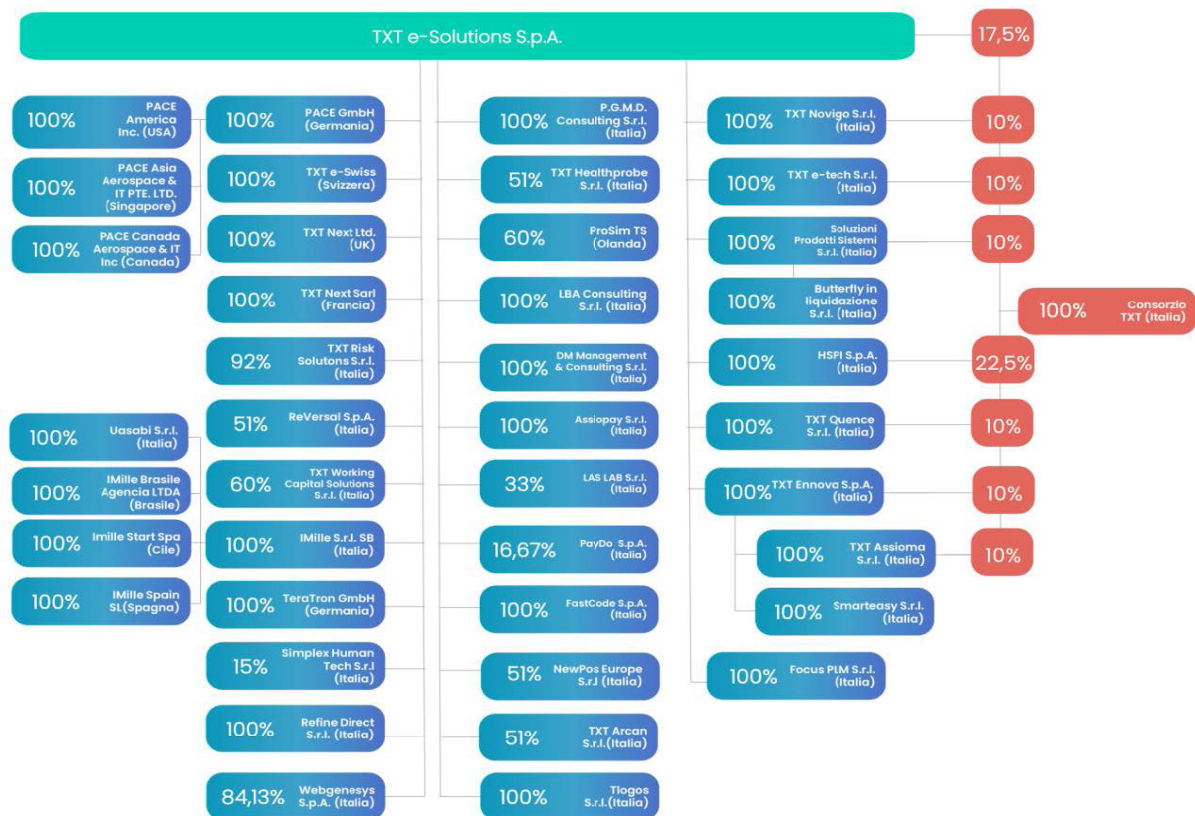 TXT e-Solutions S.p.A.
17,5%
100%
PACE
America
Inc. (USA)
100%
PACE Asia
Aerospace &
IT PTE. LTD.
(Singapore)
100%
PACE Canada
Aerospace & IT
Inc (Canada)
100%
Uasabi S.r.l.
(Italia)
100%
IMille Brasile
Agencia LTDA
(Brasile)
100%
Imille Start Spa
(Cile)
100%
IMille Spain
SL(Spagna)
100%
PACE GmbH
(Germania)
100%
TXT e-Swiss
(Svizzera)
100%
TXT Next Ltd.
(UK)
100%
TXT Next Sarl
(Francia)
92%
TXT Risk
Solutons S.r.l.
(Italia)
51%
ReVersal S.p.A.
(Italia)
60%
TXT Working
Capital Solutions
S.r.l. (Italia)
100%
IMille S.r.l. SB
(Italia)
100%
TeraTron GmbH
(Germania)
15%
Simplex Human
Tech S.r.l
(Italia)
100%
Refine Direct
S.r.l. (Italia)
84,13%
Webgenesys
S.p.A. (Italia)
100%
P.G.M.D.
Consulting S.r.l.
(Italia)
51%
TXT Healthprobe
S.r.l. (Italia)
60%
ProSim TS
(Olanda)
100%
LBA Consulting
S.r.l. (Italia)
100%
DM Management
& Consulting S.r.l.
(Italia)
100%
Assiopay S.r.l.
(Italia)
33%
LAS LAB S.r.l.
(Italia)
16,67%
PayDo S.p.A.
(Italia)
100%
FastCode S.p.A.
(Italia)
51%
NewPos Europe
S.r.l (Italia)
51%
TXT Arcan
S.r.l.(Italia)
100%
Tlogos
S.r.l.(Italia)
100%
TXT Novigo S.r.l.
(Italia)
10%
100%
TXT e-tech S.r.l.
(Italia)
10%
100%
Soluzioni
Prodotti Sistemi
S.r.l. (Italia)
10%
100%
Butterfly in
liquidazione
S.r.l. (Italia)
100%
Consorzio
TXT (Italia)
100%
HSPI S.p.A.
(Italia)
22,5%
100%
TXT Quence
S.r.l. (Italia)
10%
100%
TXT Ennova S.p.A.
(Italia)
10%
100%
TXT Assioma
S.r.l. (Italia)
10%
100%
Smarteasy S.r.l.
(Italia)
100%
Focus PLM S.r.l.
(Italia)